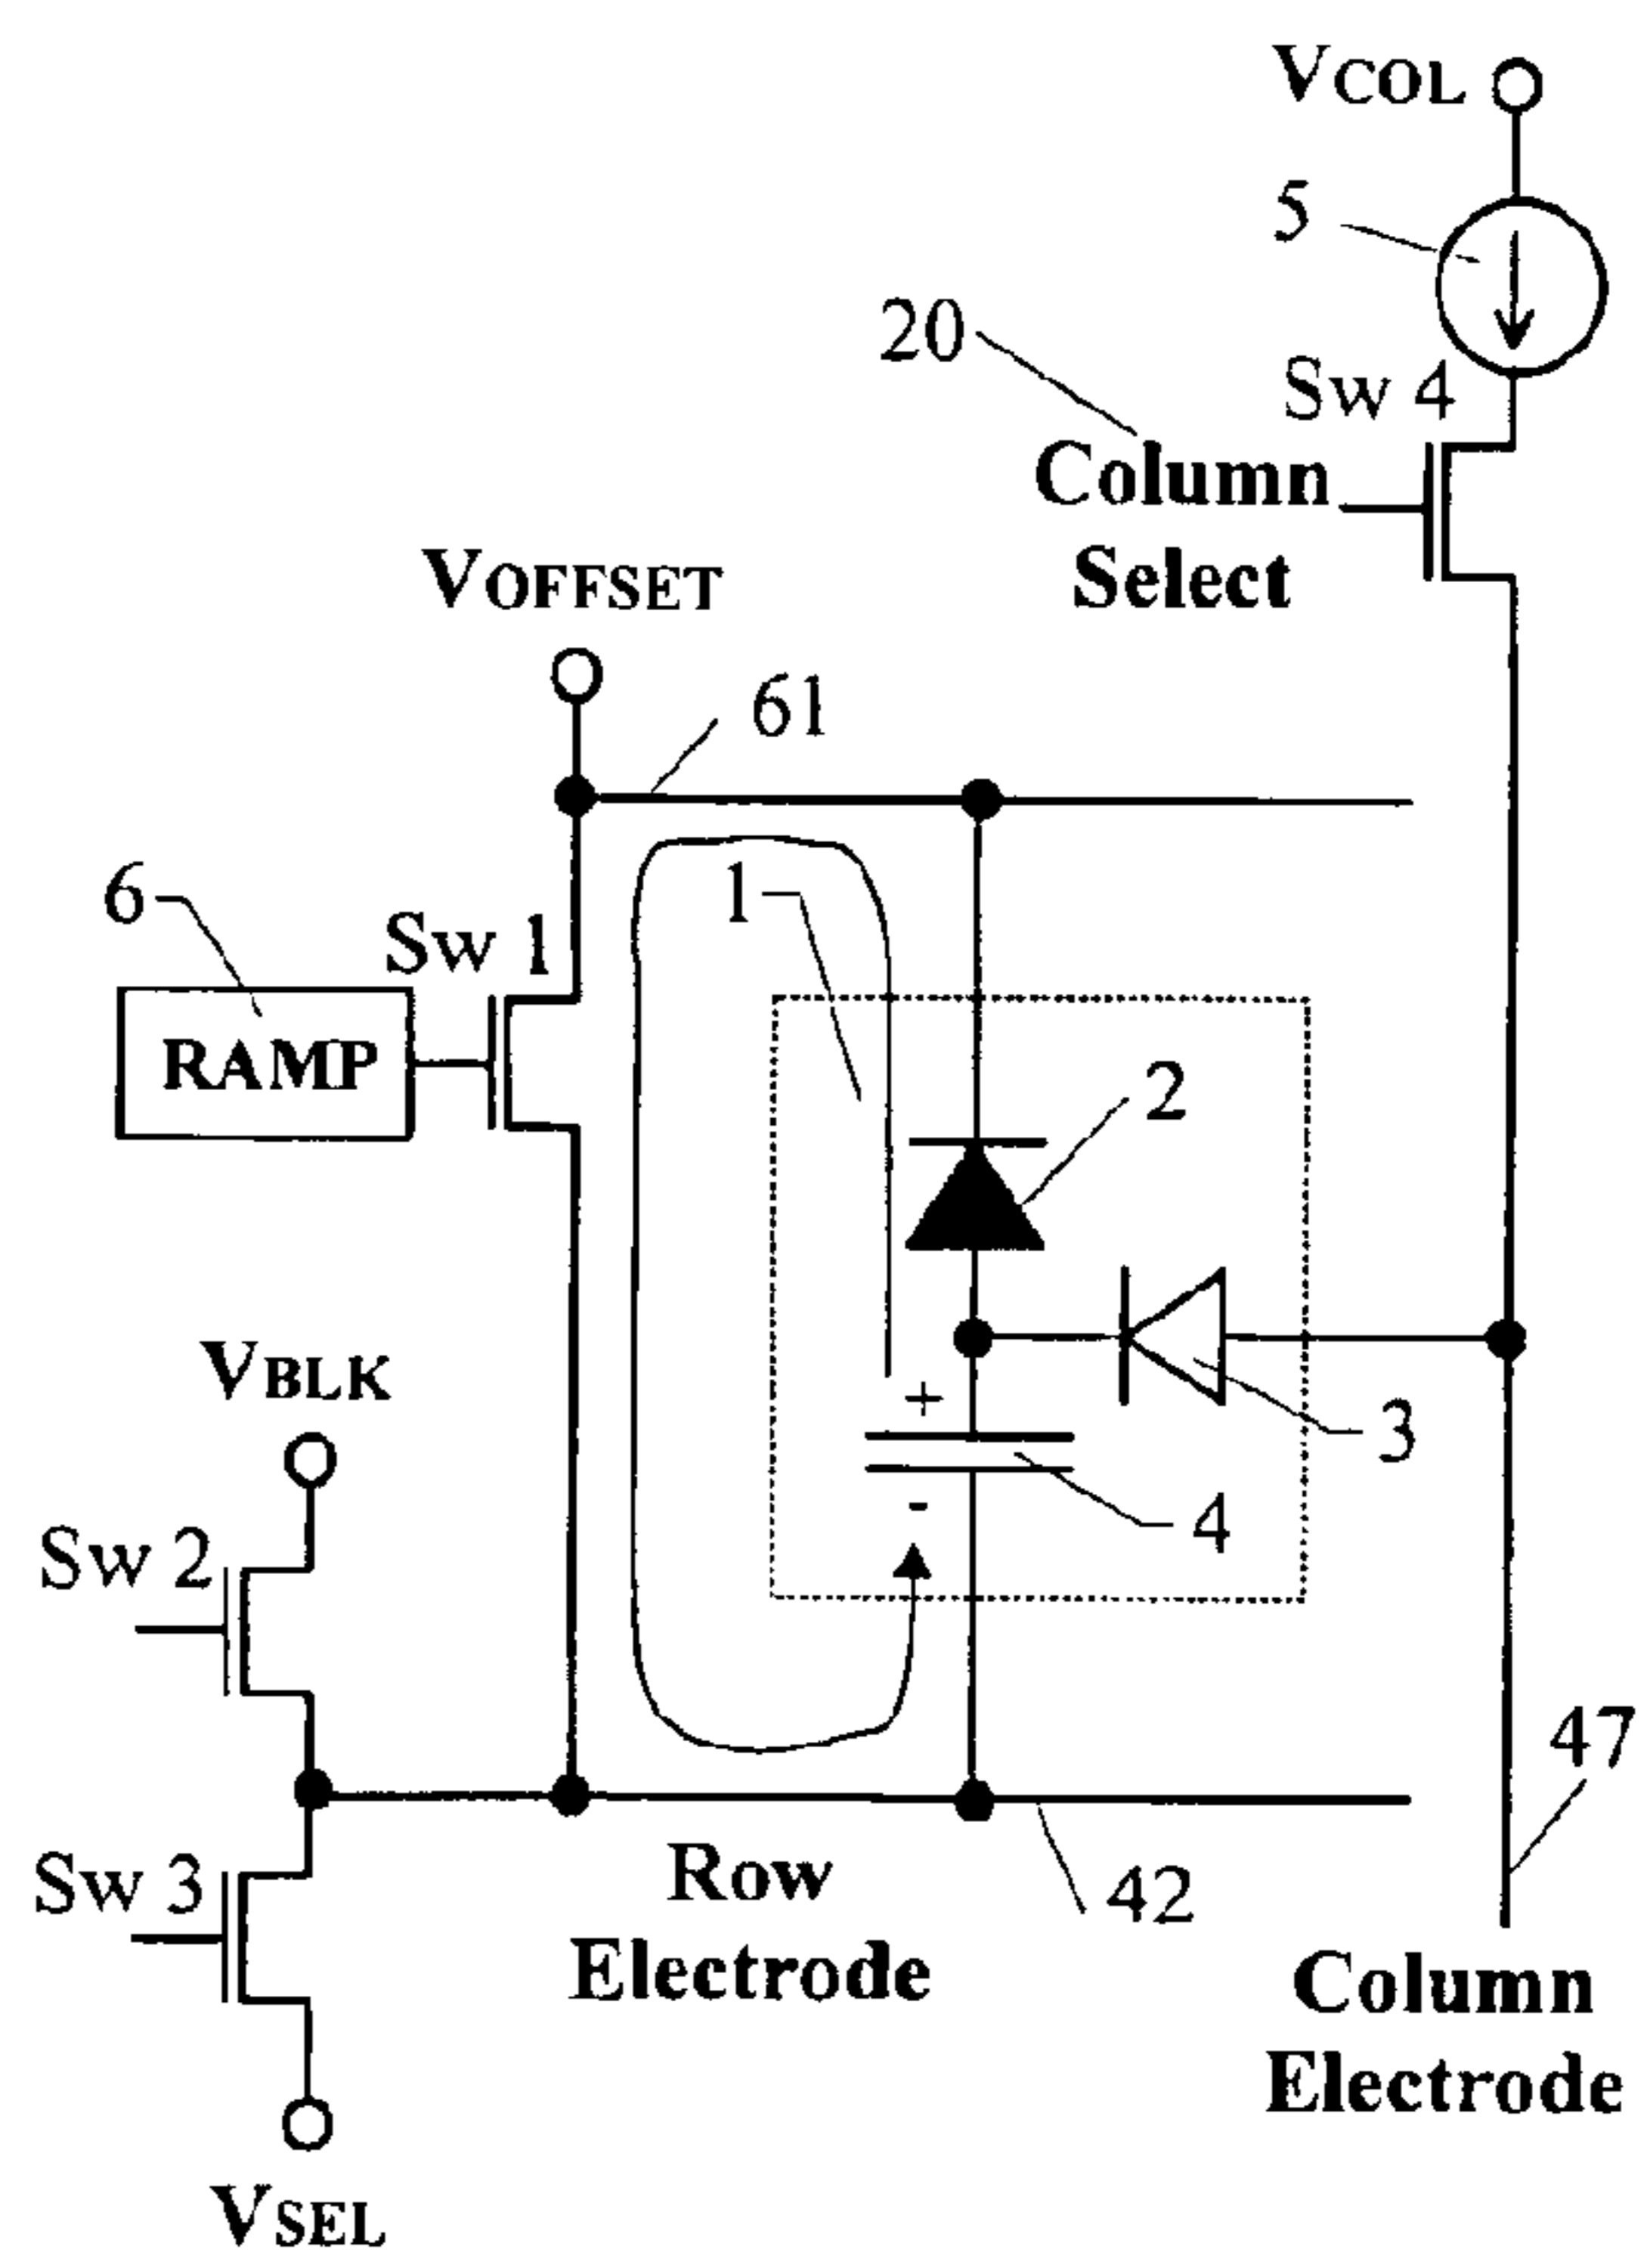 VCOL
5
20
Sw 4
Column
Select
VOFFSET
61
6
Sw 1
1
RAMP
2
VBLK
+
3
Sw 2
-
4
47
Sw 3
Row
Electrode
42
Column
Electrode
VSEL